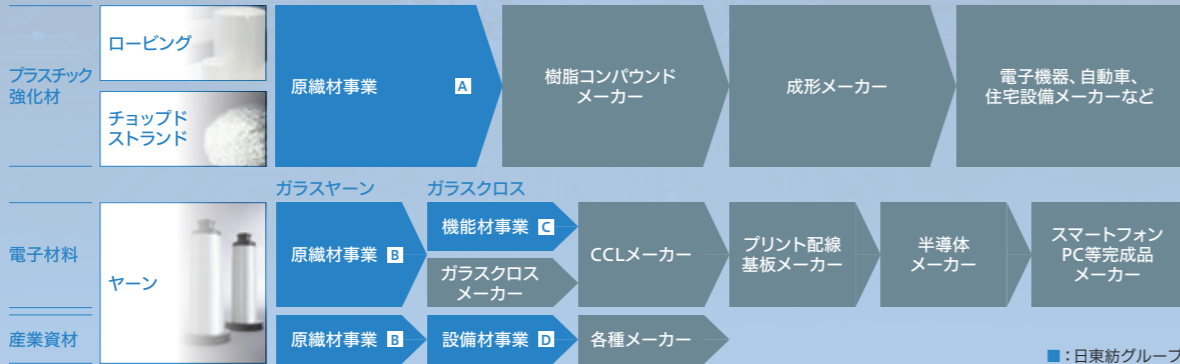 プラスチック
強化材
ロービング
チョップド
ストランド
原繊材事業 A
樹脂コンパウンド
メーカー
成形メーカー
電子機器、自動車、
住宅設備メーカーなど
ガラスヤーン
ガラスクロス
電子材料
ヤーン
原繊材事業 B
機能材事業 C
ガラスクロス
メーカー
CCLメーカー
プリント配線
基板メーカー
半導体
メーカー
スマートフォン
PC等完成品
メーカー
産業資材
原繊材事業 B
設備材事業 D
各種メーカー
■：日東紡グループ